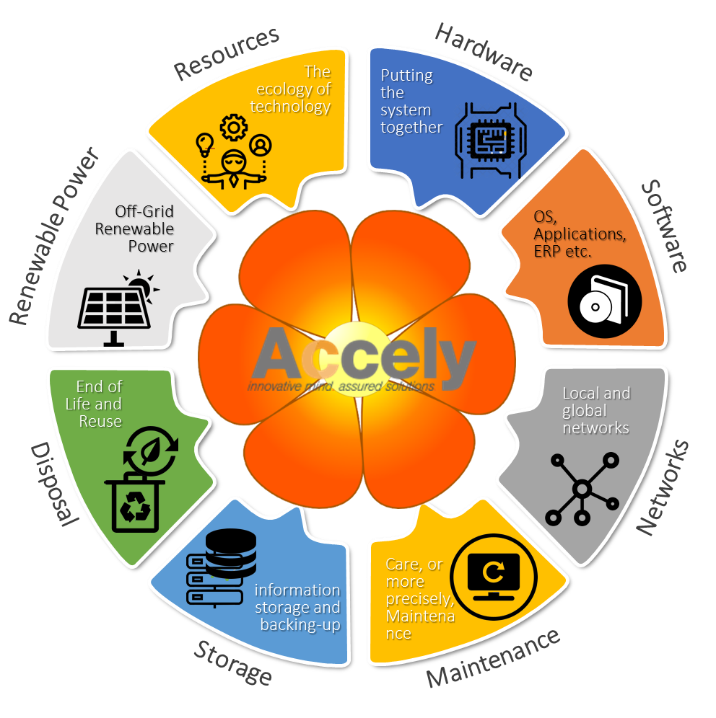 Resources
The
ecology of
technology
Hardware
Putting
the
system
together
Software
OS,
Applications,
ERP etc.
Networks
Local and
global
networks
Maintenance
Care, or
more
precisely,
Maintena
nce
Storage
information
storage and
backing-up
Disposal
End of
Life and
Reuse
Renewable Power
Off-Grid
Renewable
Power
Accely
innovative mind. assured solutions